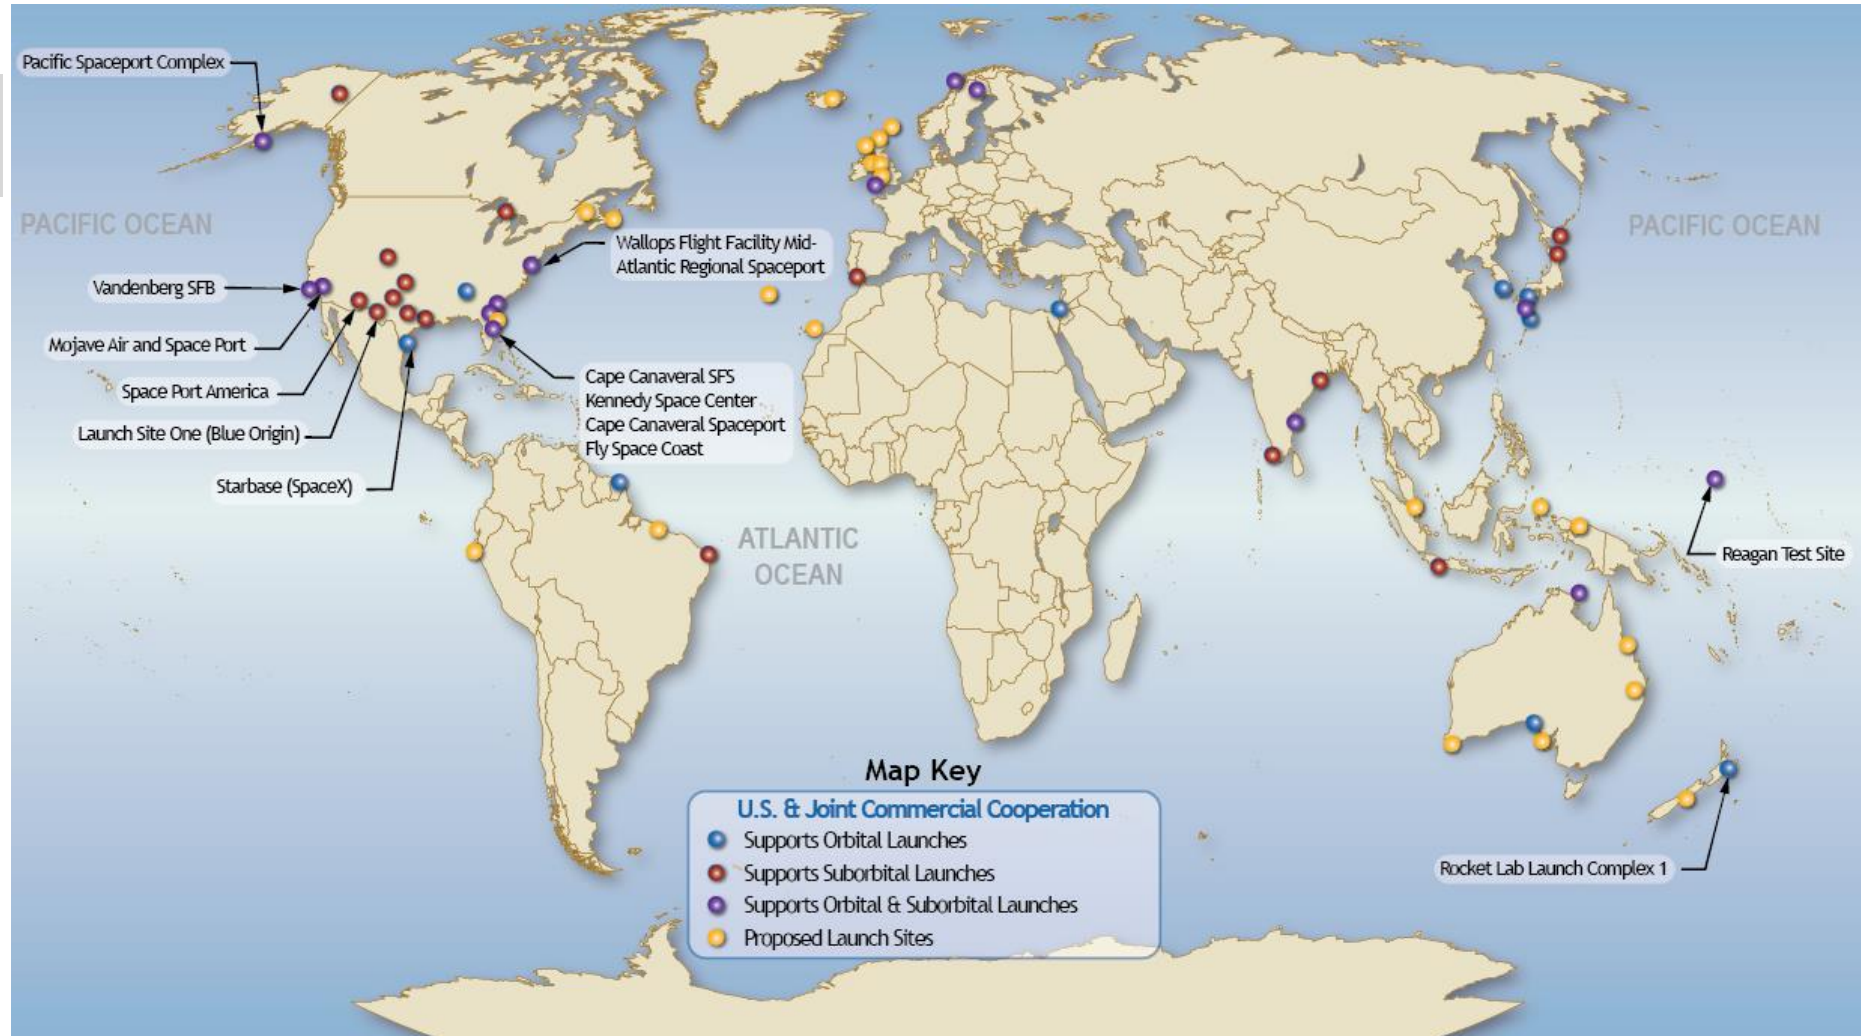 Pacific Spaceport Complex
PACIFIC OCEAN
PACIFIC OCEAN
Wallops Flight Facility Mid-
Atlantic Regional Spaceport
Vandenberg SFB
Mojave Air and Space Port
Space Port America
Launch Site One (Blue Origin)
Starbase (SpaceX)
Cape Canaveral SFS
Kennedy Space Center
Cape Canaveral Spaceport
Fly Space Coast
ATLANTIC
OCEAN
Reagan Test Site
Rocket Lab Launch Complex 1
Map Key
U.S. & Joint Commercial Cooperation
Supports Orbital Launches
Supports Suborbital Launches
Supports Orbital & Suborbital Launches
Proposed Launch Sites